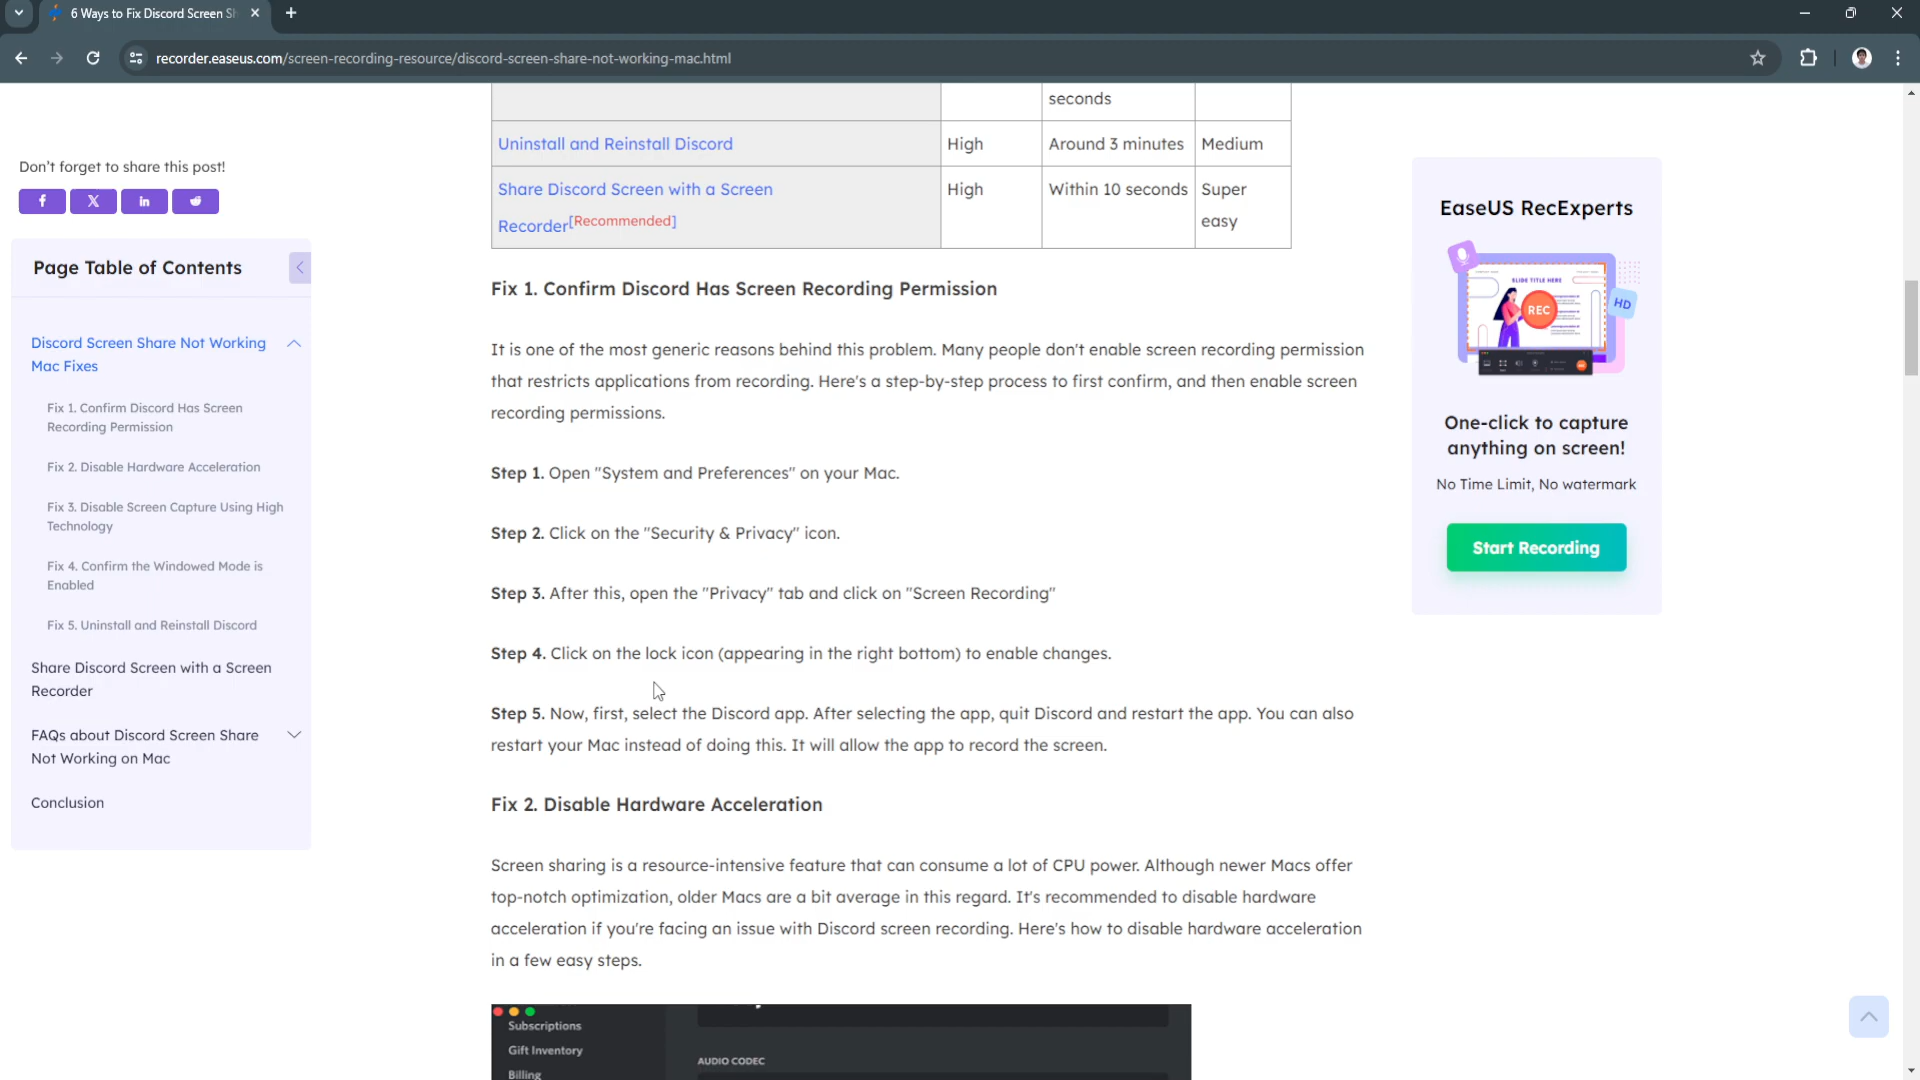 6 Ways to Fix Discord Screen Sh
recorder.easeus.com/screen-recording-resource/discord-screen-share-not-working-mac.html
Don't forget to share this post!
Page Table of Contents
Discord Screen Share Not Working
Mac Fixes
Fix 1. Confirm Discord Has Screen
Recording Permission
Fix 2. Disable Hardware Acceleration
Fix 3. Disable Screen Capture Using High
Technology
Fix 4. Confirm the Windowed Mode is
Enabled
Fix 5. Uninstall and Reinstall Discord
Share Discord Screen with a Screen
Recorder
FAQs about Discord Screen Share
Not Working on Mac
Conclusion
seconds
Uninstall and Reinstall Discord High Around 3 minutes Medium
Share Discord Screen with a Screen High Within 10 seconds Super
Recorder[Recommended] easy
Fix 1. Confirm Discord Has Screen Recording Permission
It is one of the most generic reasons behind this problem. Many people don't enable screen recording permission
that restricts applications from recording. Here's a step-by-step process to first confirm, and then enable screen
recording permissions.
Step 1. Open "System and Preferences" on your Mac.
Step 2. Click on the "Security & Privacy" icon.
Step 3. After this, open the "Privacy" tab and click on "Screen Recording"
Step 4. Click on the lock icon (appearing in the right bottom) to enable changes.
Step 5. Now, first, select the Discord app. After selecting the app, quit Discord and restart the app. You can also
restart your Mac instead of doing this. It will allow the app to record the screen.
Fix 2. Disable Hardware Acceleration
Screen sharing is a resource-intensive feature that can consume a lot of CPU power. Although newer Macs offer
top-notch optimization, older Macs are a bit average in this regard. It's recommended to disable hardware
acceleration if you're facing an issue with Discord screen recording. Here's how to disable hardware acceleration
in a few easy steps.
Subscriptions
Gift Inventory
Billing
AUDIO CODEC
EaseUS RecExperts
SLIDE TITLE HERE
REC
HD
One-click to capture
anything on screen!
No Time Limit, No watermark
Start Recording